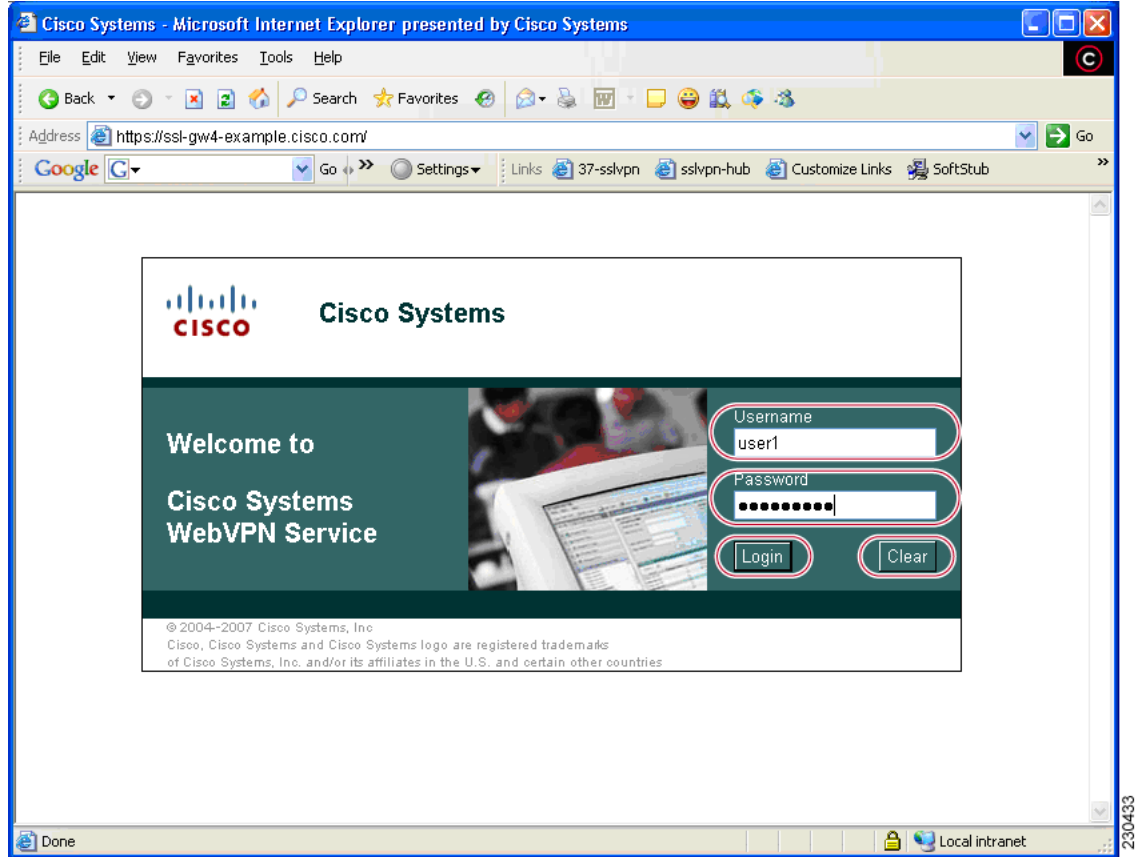 Cisco Systems - Microsoft Internet Explorer presented by Cisco Systems
File Edit View Favorites Tools Help
Back Search Favorites
Address https://ssl-gw4-example.cisco.com/ Go
Google G Go Settings Links 37-sslvpn sslvpn-hub Customize Links SoftStub
CISCO Cisco Systems
Welcome to
Cisco Systems
WebVPN Service
Username
user1
Password
•••••••••
Login Clear
© 2004--2007 Cisco Systems, Inc
Cisco, Cisco Systems and Cisco Systems logo are registered trademarks
of Cisco Systems, Inc. and/or its affiliates in the U.S. and certain other countries
Done Local intranet
230433